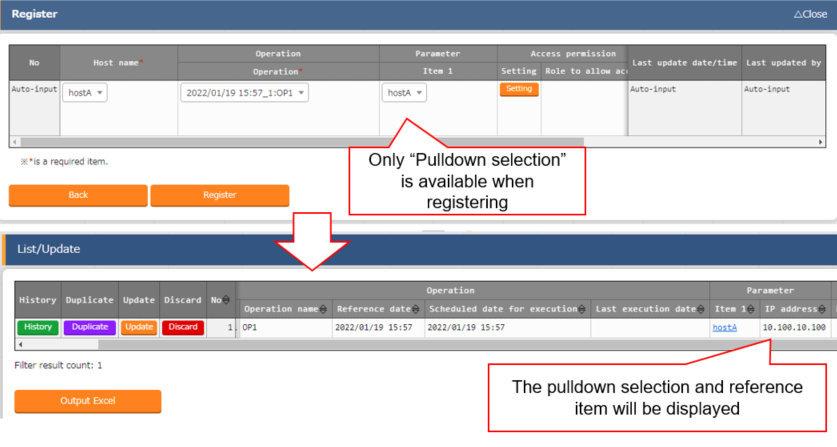 Register
△Close
No
Host name*
Operation
Operation*
Parameter
Item 1
Access permission
Setting
Role to allow acc
Last update date/time
Last updated by
Auto-input
hostA
2022/01/19 15:57_1:OP1
hostA
Setting
Auto-input
Auto-input
※*is a required item.
Only “Pulldown selection”
is available when
registering
Back
Register
List/Update
History
Duplicate
Update
Discard
No
Operation
Operation name
Reference date
Scheduled date for execution
Last execution date
Parameter
Item 1
IP address
History
Duplicate
Update
Discard
1
OP1
2022/01/19 15:57
2022/01/19 15:57
hostA
10.100.10.100
Filter result count: 1
Output Excel
The pulldown selection and reference
item will be displayed